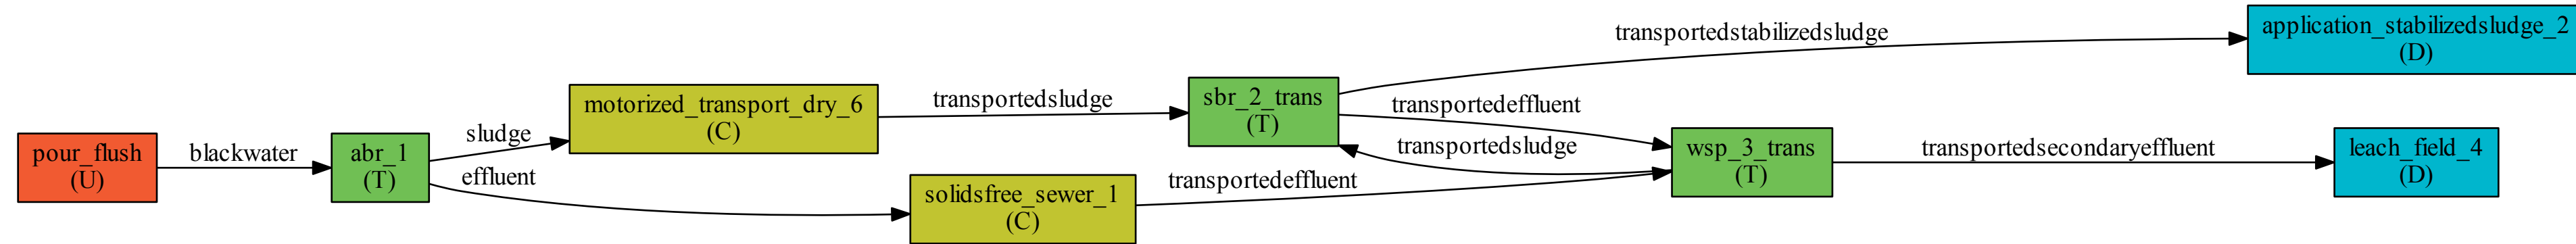 pour_flush
(U)
blackwater
abr_1
(T)
sludge
effluent
motorized_transport_dry_6
(C)
solidsfree_sewer_1
(C)
transportedsludge
transportedeffluent
sbr_2_trans
(T)
transportedstabilizedsludge
transportedeffluent
transportedsludge
wsp_3_trans
(T)
transportedsecondaryeffluent
application_stabilizedsludge_2
(D)
leach_field_4
(D)